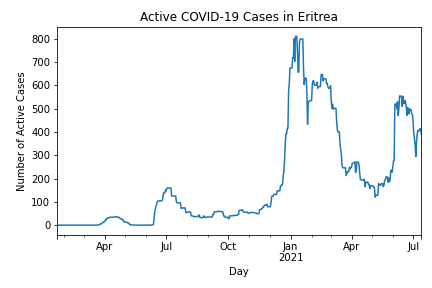 Active COVID-19 Cases in Eritrea
Number of Active Cases
800
700
600
500
400
300
200
100
0
Apr Jul Oct Jan Apr Jul
2021
Day